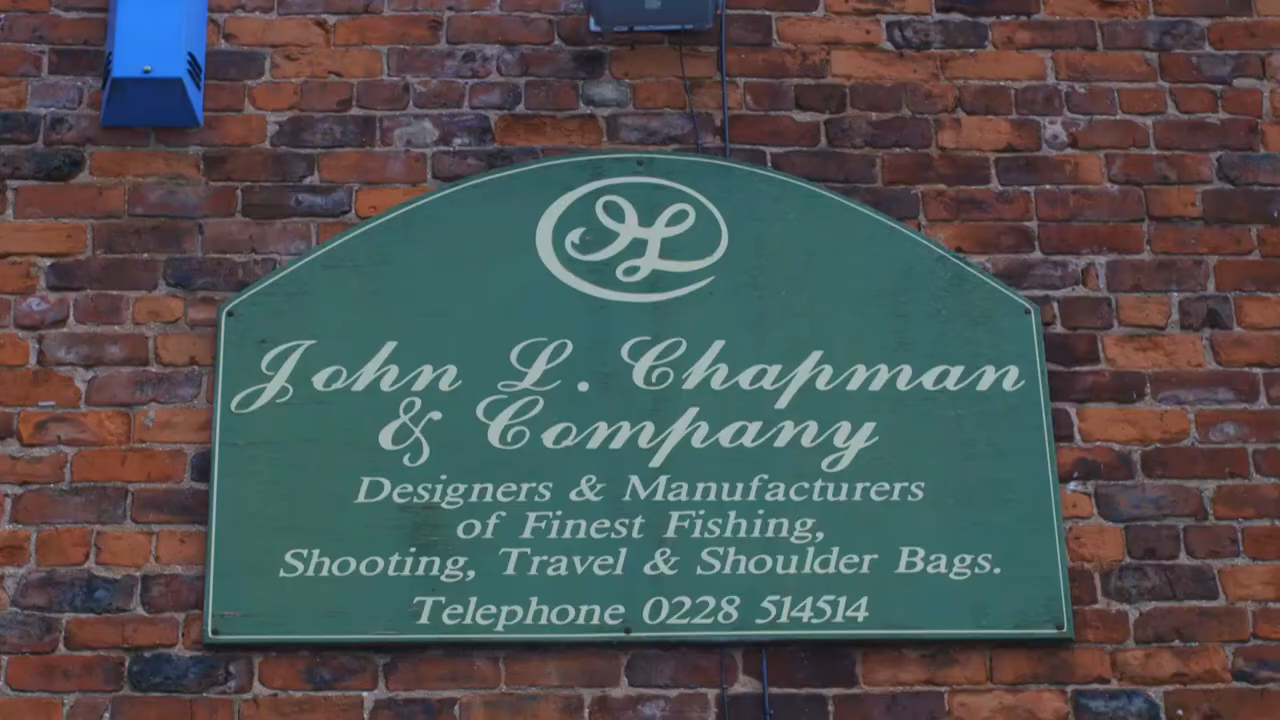 John L. Chapman
& Company
Designers & Manufacturers
of Finest Fishing,
Shooting, Travel & Shoulder Bags.
Telephone 0228 514514